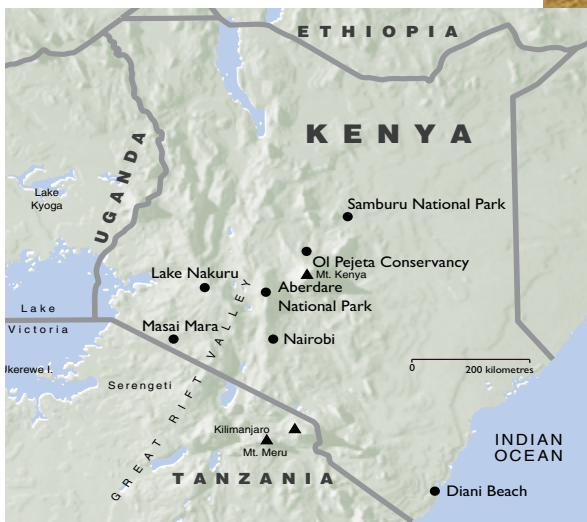 ETHIOPIA
KENYA
UGANDA
Lake
Kyoga
Samburu National Park
Ol Pejeta Conservancy
Mt. Kenya
Lake Nakuru
Aberdare
National Park
Lake
Victoria
Masai Mara
Nairobi
GREAT RIFT VALLEY
0 200 kilometres
Ukerewe I.
Serengeti
Kilimanjaro
Mt. Meru
TANZANIA
INDIAN
OCEAN
Diani Beach